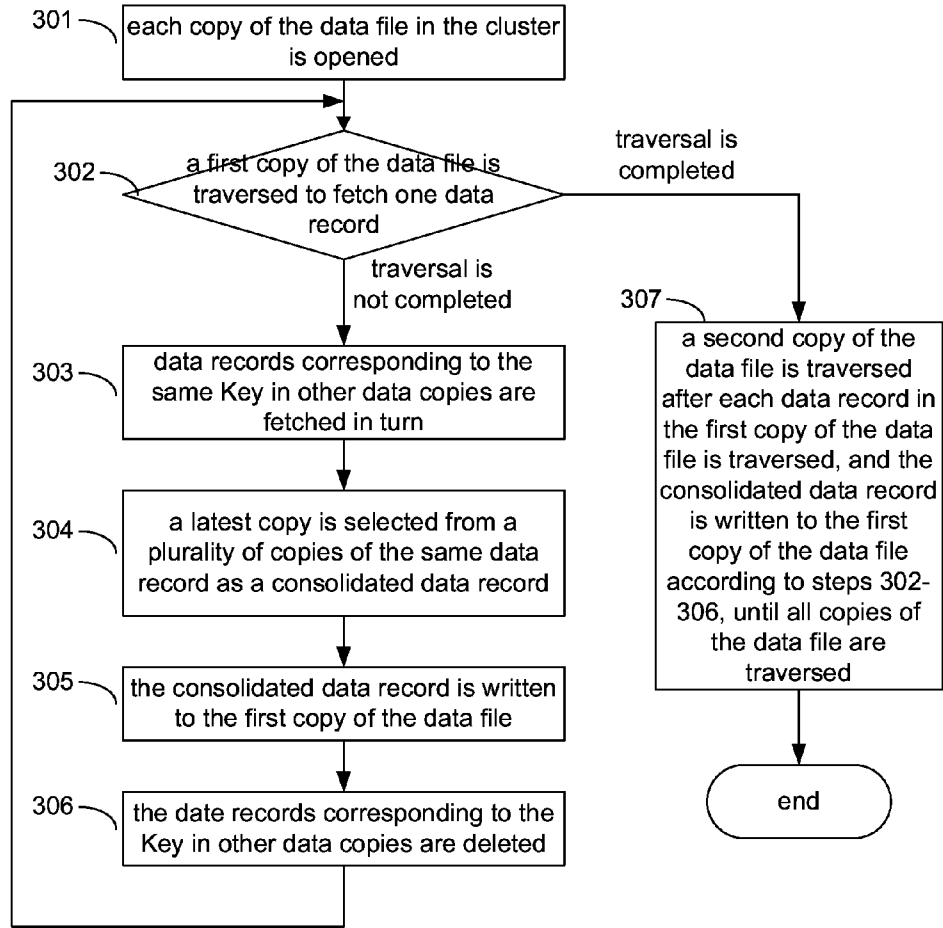 301
each copy of the data file in the cluster
is opened
302
a first copy of the data file is
traversed to fetch one data
record
traversal is
completed
traversal is
not completed
303
data records corresponding to the
same Key in other data copies are
fetched in turn
304
a latest copy is selected from a
plurality of copies of the same data
record as a consolidated data record
305
the consolidated data record is written
to the first copy of the data file
306
the date records corresponding to the
Key in other data copies are deleted
307
a second copy of the
data file is traversed
after each data record in
the first copy of the data
file is traversed, and the
consolidated data record
is written to the first
copy of the data file
according to steps 302-
306, until all copies of
the data file are
traversed
end